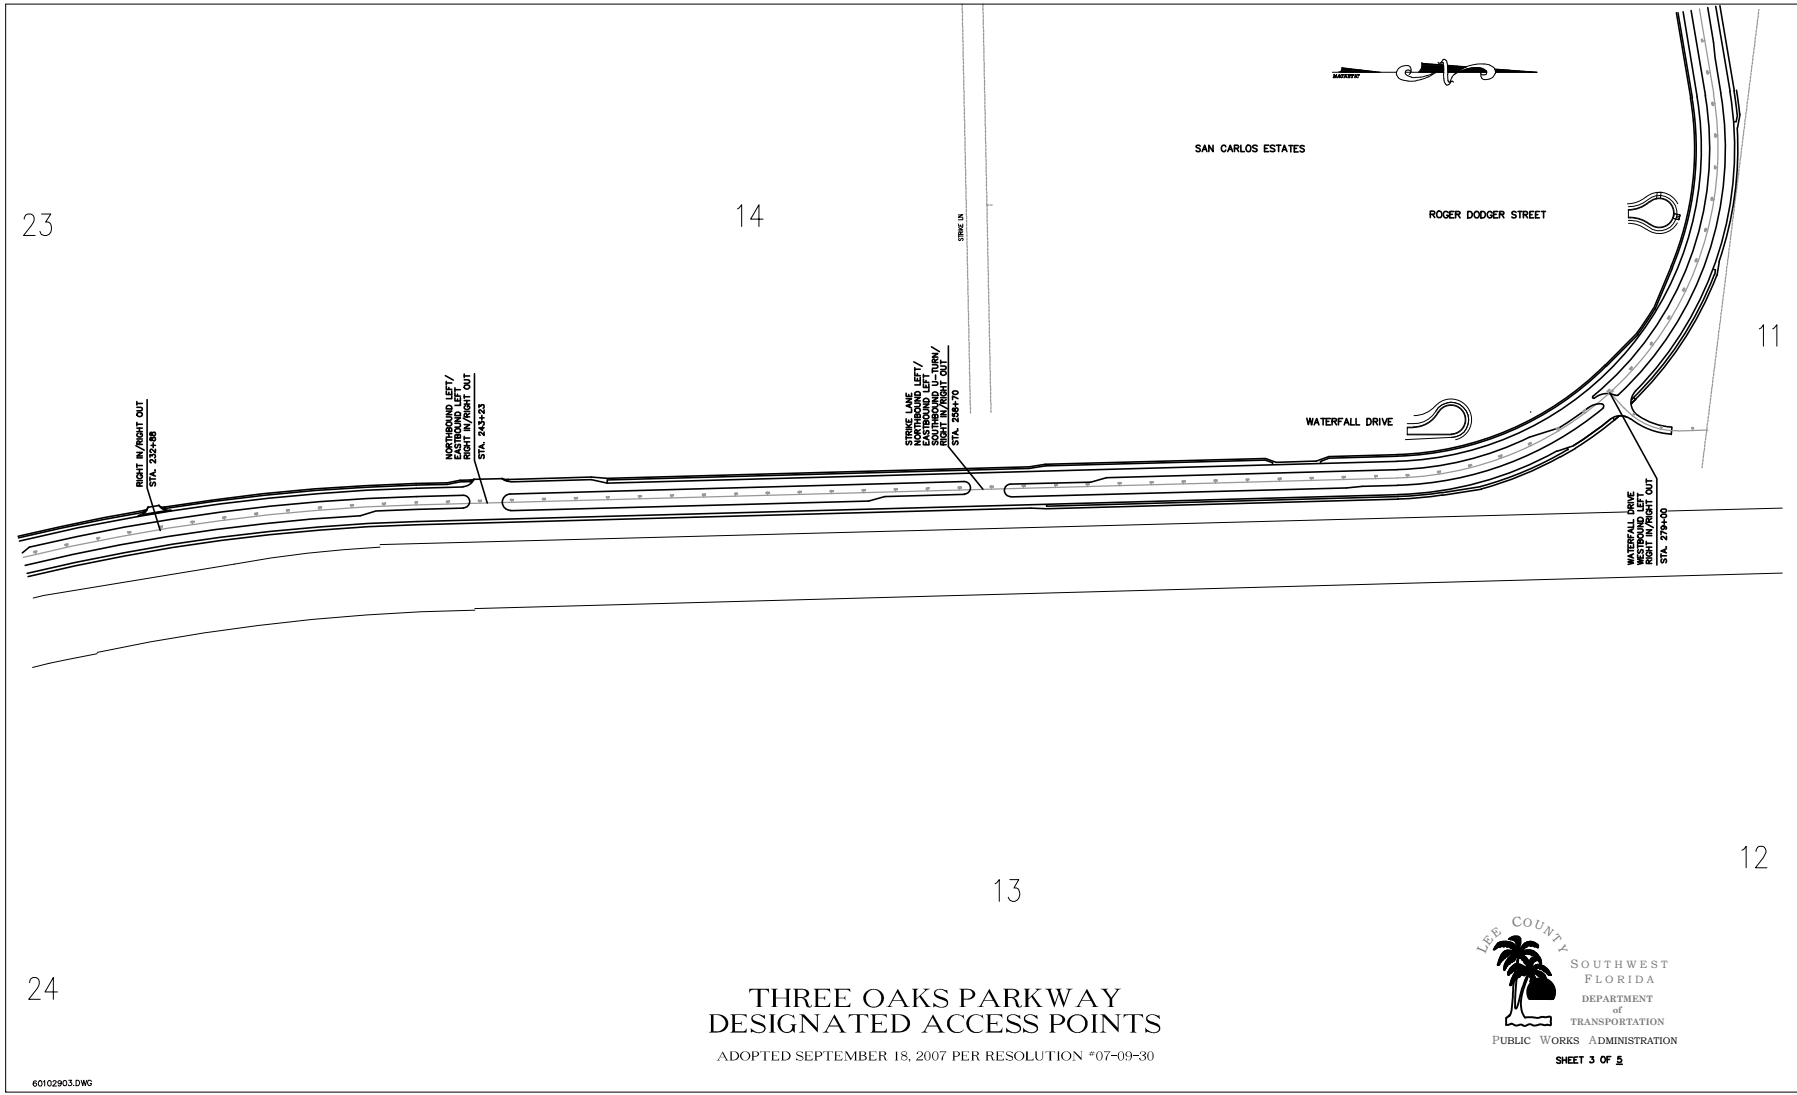 MAGNETIC
SAN CARLOS ESTATES
23
14
STRIKE LN
ROGER DODGER STREET
11
RIGHT IN/RIGHT OUT
STA. 232+88
NORTHBOUND LEFT/
EASTBOUND LEFT
RIGHT IN/RIGHT OUT
STA. 243+23
STRIKE LANE
NORTHBOUND LEFT/
EASTBOUND LEFT
SOUTHBOUND U-TURN/
RIGHT IN/RIGHT OUT
STA. 258+70
WATERFALL DRIVE
WATERFALL DRIVE
WESTBOUND LEFT
RIGHT IN/RIGHT OUT
STA. 279+00
12
13
24
THREE OAKS PARKWAY
DESIGNATED ACCESS POINTS
ADOPTED SEPTEMBER 18, 2007 PER RESOLUTION #07-09-30
LEE COUNTY
SOUTHWEST
FLORIDA
DEPARTMENT
of
TRANSPORTATION
PUBLIC WORKS ADMINISTRATION
SHEET 3 OF 5
60102903.DWG